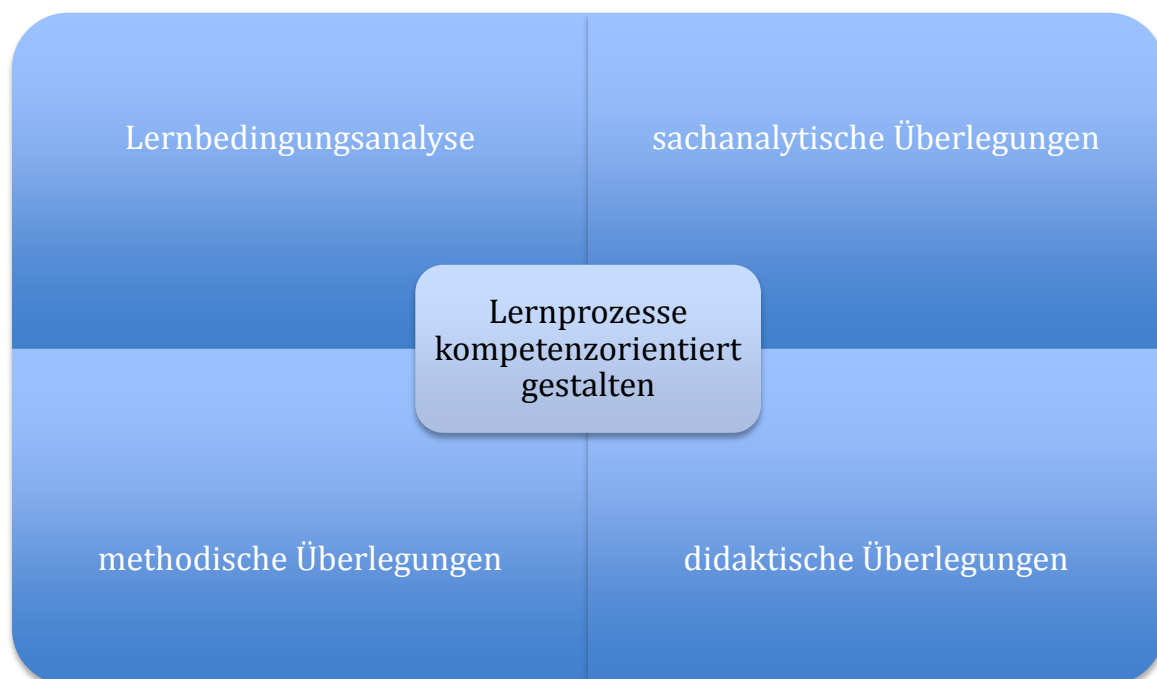 Lernbedingungsanalyse
sachanalytische Überlegungen
Lernprozesse
kompetenzorientiert
gestalten
methodische Überlegungen
didaktische Überlegungen